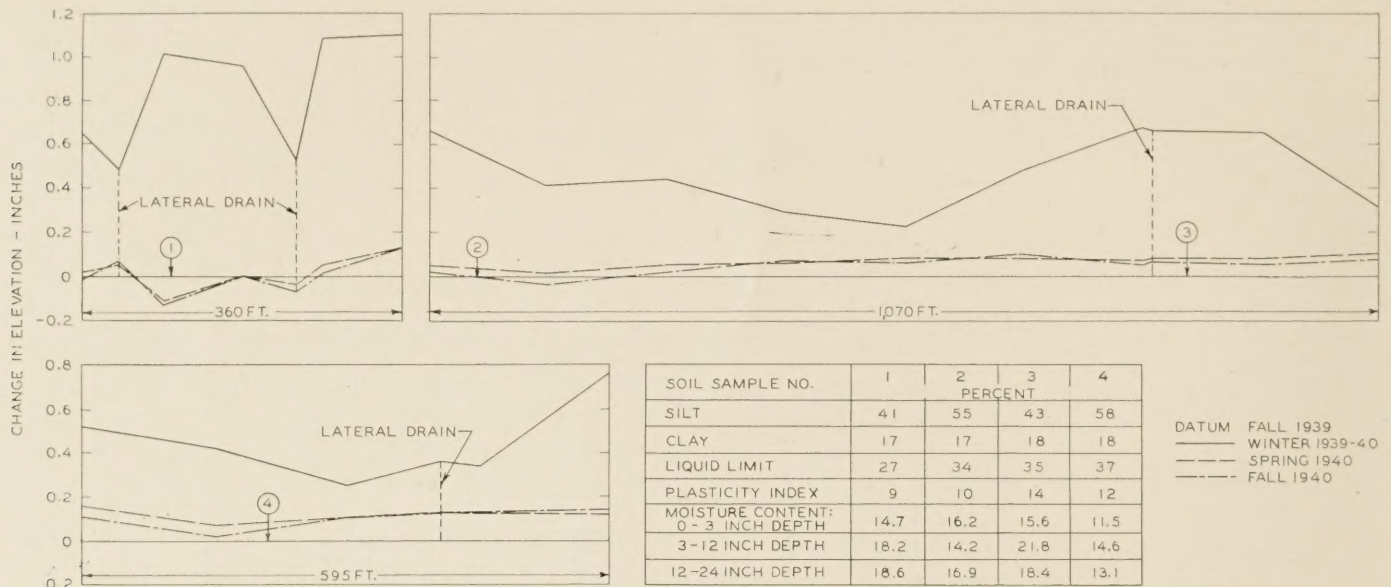 CHANGE IN ELEVATION - INCHES
1.2
1.0
0.8
0.6
0.4
0.2
0
-0.2
LATERAL DRAIN
1
360 FT.
LATERAL DRAIN
2
3
1,070 FT.
0.8
0.6
0.4
0.2
0
0.2
LATERAL DRAIN
4
595 FT.
SOIL SAMPLE NO. 1 2 3 4
PERCENT
SILT 41 55 43 58
CLAY 17 17 18 18
LIQUID LIMIT 27 34 35 37
PLASTICITY INDEX 9 10 14 12
MOISTURE CONTENT:
0-3 INCH DEPTH 14.7 16.2 15.6 11.5
3-12 INCH DEPTH 18.2 14.2 21.8 14.6
12-24 INCH DEPTH 18.6 16.9 18.4 13.1
DATUM FALL 1939
WINTER 1939-40
SPRING 1940
FALL 1940